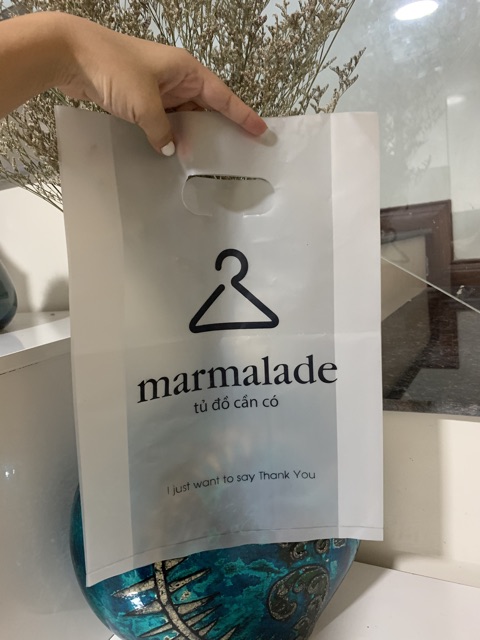 marmalade
tủ đồ cần có
I just want to say Thank You